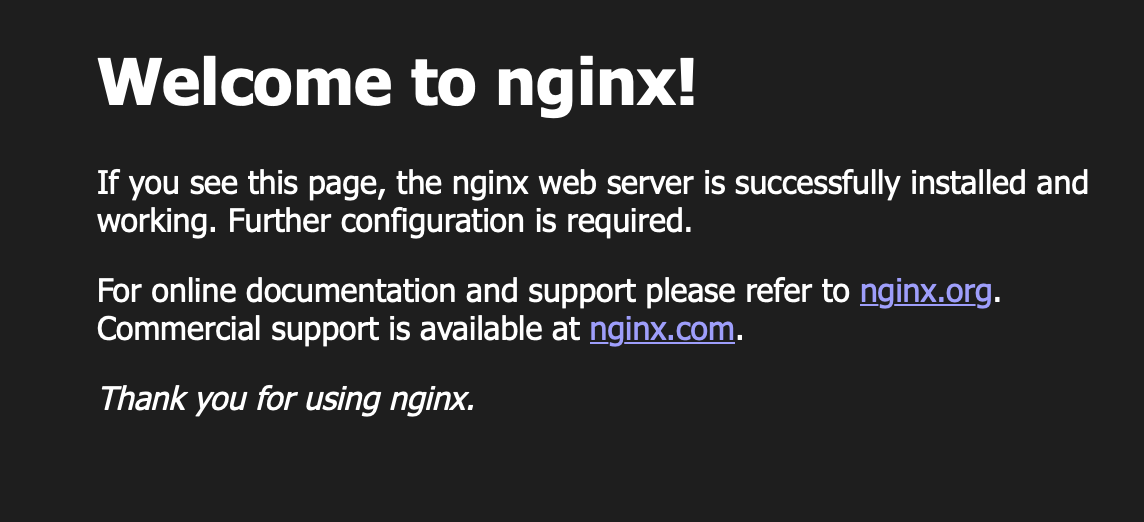 Welcome to nginx!
If you see this page, the nginx web server is successfully installed and
working. Further configuration is required.
For online documentation and support please refer to nginx.org.
Commercial support is available at nginx.com.
Thank you for using nginx.